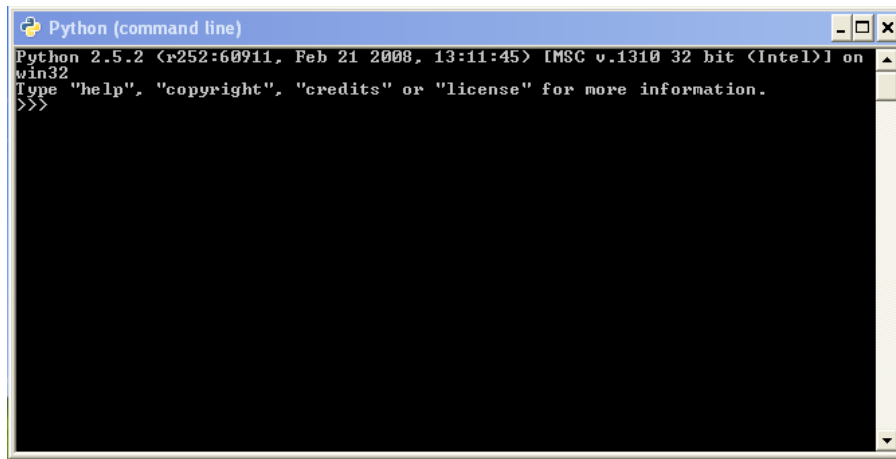 Python (command line)
Python 2.5.2 (r252:60911, Feb 21 2008, 13:11:45) [MSC v.1310 32 bit (Intel)] on
win32
Type "help", "copyright", "credits" or "license" for more information.
>>>